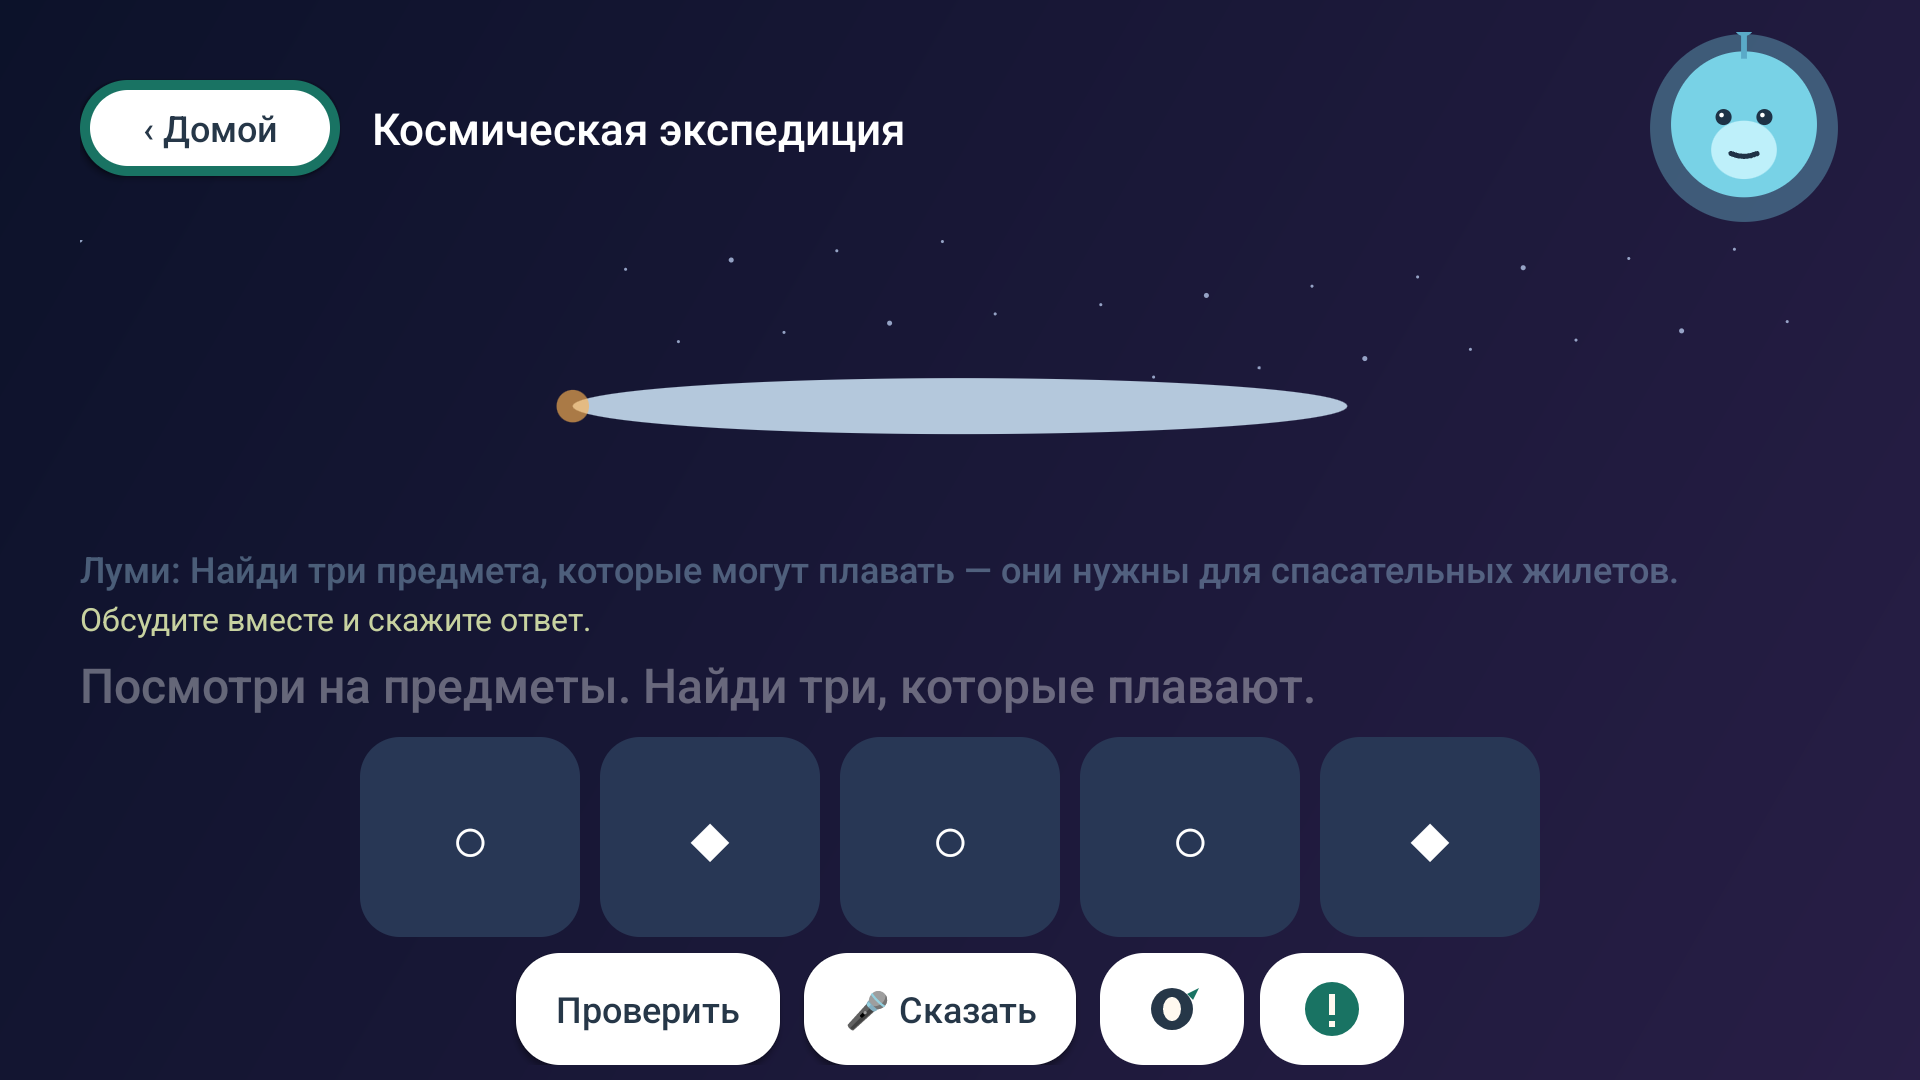 ‹ Домой
Космическая экспедиция
Луми: Найди три предмета, которые могут плавать — они нужны для спасательных жилетов.
Обсудите вместе и скажите ответ.
Посмотри на предметы. Найди три, которые плавают.
○ ◆ ○ ○ ◆
Проверить
🎤 Сказать